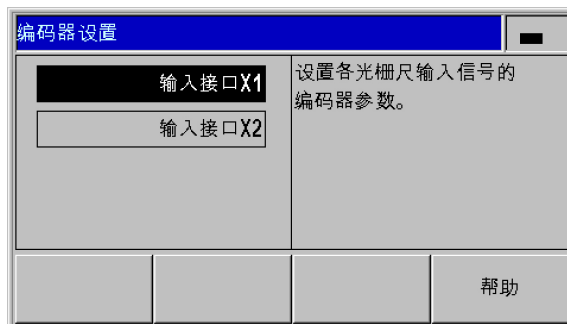 编码器设置
输入接口X1
设置各光栅尺输入信号的
编码器参数。
输入接口X2
帮助